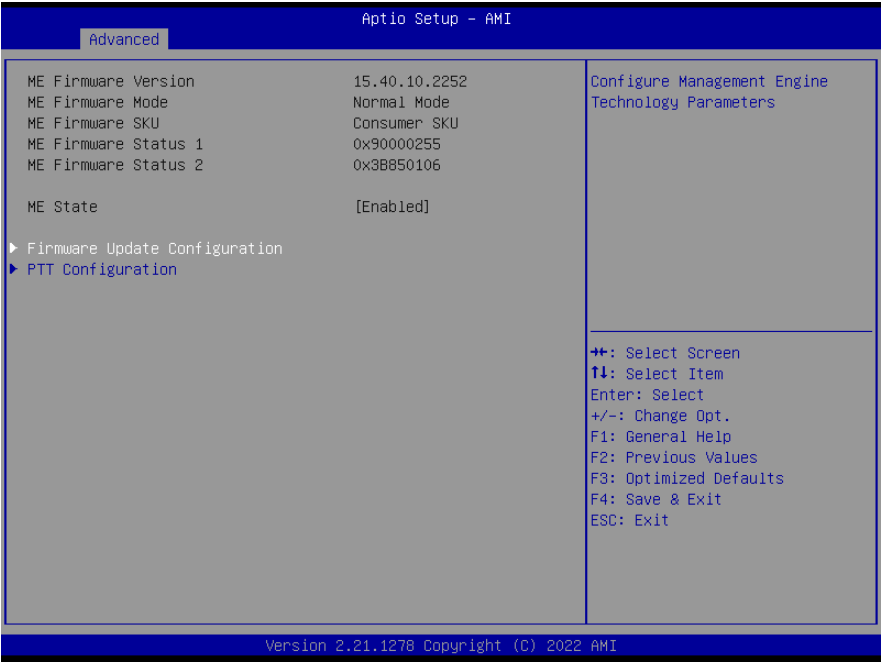 Aptio Setup – AMI
Advanced
ME Firmware Version 15.40.10.2252
ME Firmware Mode Normal Mode
ME Firmware SKU Consumer SKU
ME Firmware Status 1 0x90000255
ME Firmware Status 2 0x3B850106
ME State [Enabled]
Firmware Update Configuration
PTT Configuration
Configure Management Engine
Technology Parameters
→←: Select Screen
↑↓: Select Item
Enter: Select
+/-: Change Opt.
F1: General Help
F2: Previous Values
F3: Optimized Defaults
F4: Save & Exit
ESC: Exit
Version 2.21.1278 Copyright (C) 2022 AMI